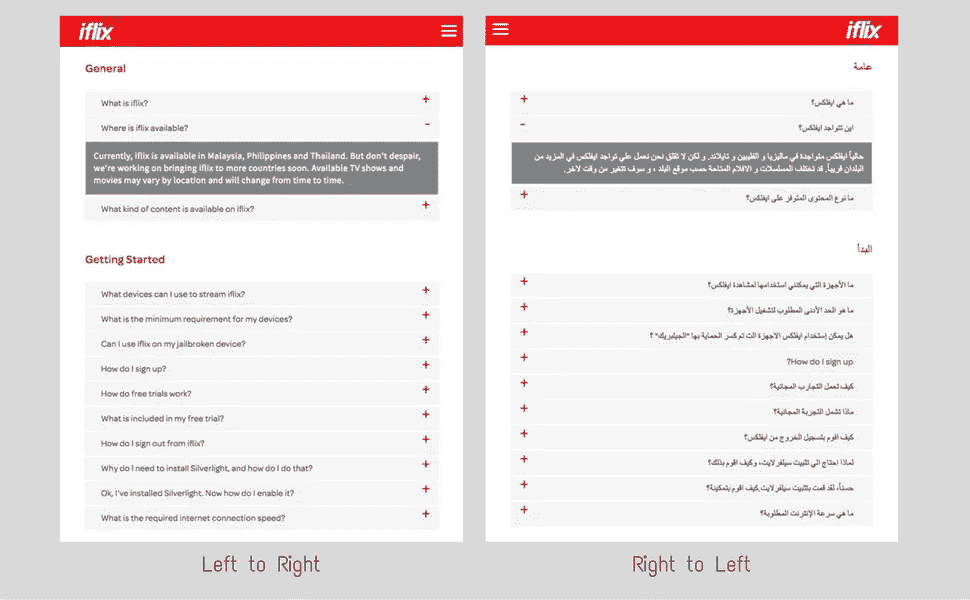 iflix
General
What is iflix?
Where is iflix available?
Currently, iflix is available in Malaysia, Philippines and Thailand. But don't despair,
we're working on bringing iflix to more countries soon. Available TV shows and
movies may vary by location and will change from time to time.
What kind of content is available on iflix?
Getting Started
What devices can I use to stream iflix?
What is the minimum requirement for my devices?
Can I use iflix on my jailbroken device?
How do I sign up?
How do free trials work?
What is included in my free trial?
How do I sign out from iflix?
Why do I need to install Silverlight, and how do I do that?
Ok, I've installed Silverlight. Now how do I enable it?
What is the required internet connection speed?
Left to Right
iflix
عامة
ما هي ايفلكس؟
اين تتواجد ايفلكس؟
حالياً ايفلكس متواجدة في ماليزيا و الفليبين و تايلاند. و لكن لا تقلق نحن نعمل علي تواجد ايفلكس في المزيد من
البلدان قريباً. قد تختلف المسلسلات و الافلام المتاحة حسب موقع البلد ، و سوف تتغير من وقت لاخر.
ما نوع المحتوى المتوفر على ايفلكس؟
البدأ
ما الأجهزة التي يمكنني استخدامها لمشاهدة ايفلكس؟
ما هو الحد الأدنى المطلوب لتشغيل الأجهزة؟
هل يمكن إستخدام ايفلكس الاجهزة الت تم كسر الحماية بها "الجيلبريك" ؟
?How do I sign up
كيف تعمل التجارب المجانية؟
ماذا تشمل التجربة المجانية؟
كيف اقوم بتسجيل الخروج من ايفلكس؟
لماذا احتاج الي تثبيت سيلفرلايت، وكيف اقوم بذلك؟
حسناً، لقد قمت بتثبيت سيلفرلايت.كيف اقوم بتمكينة؟
ما هي سرعة الإنترنت المطلوبة؟
Right to Left